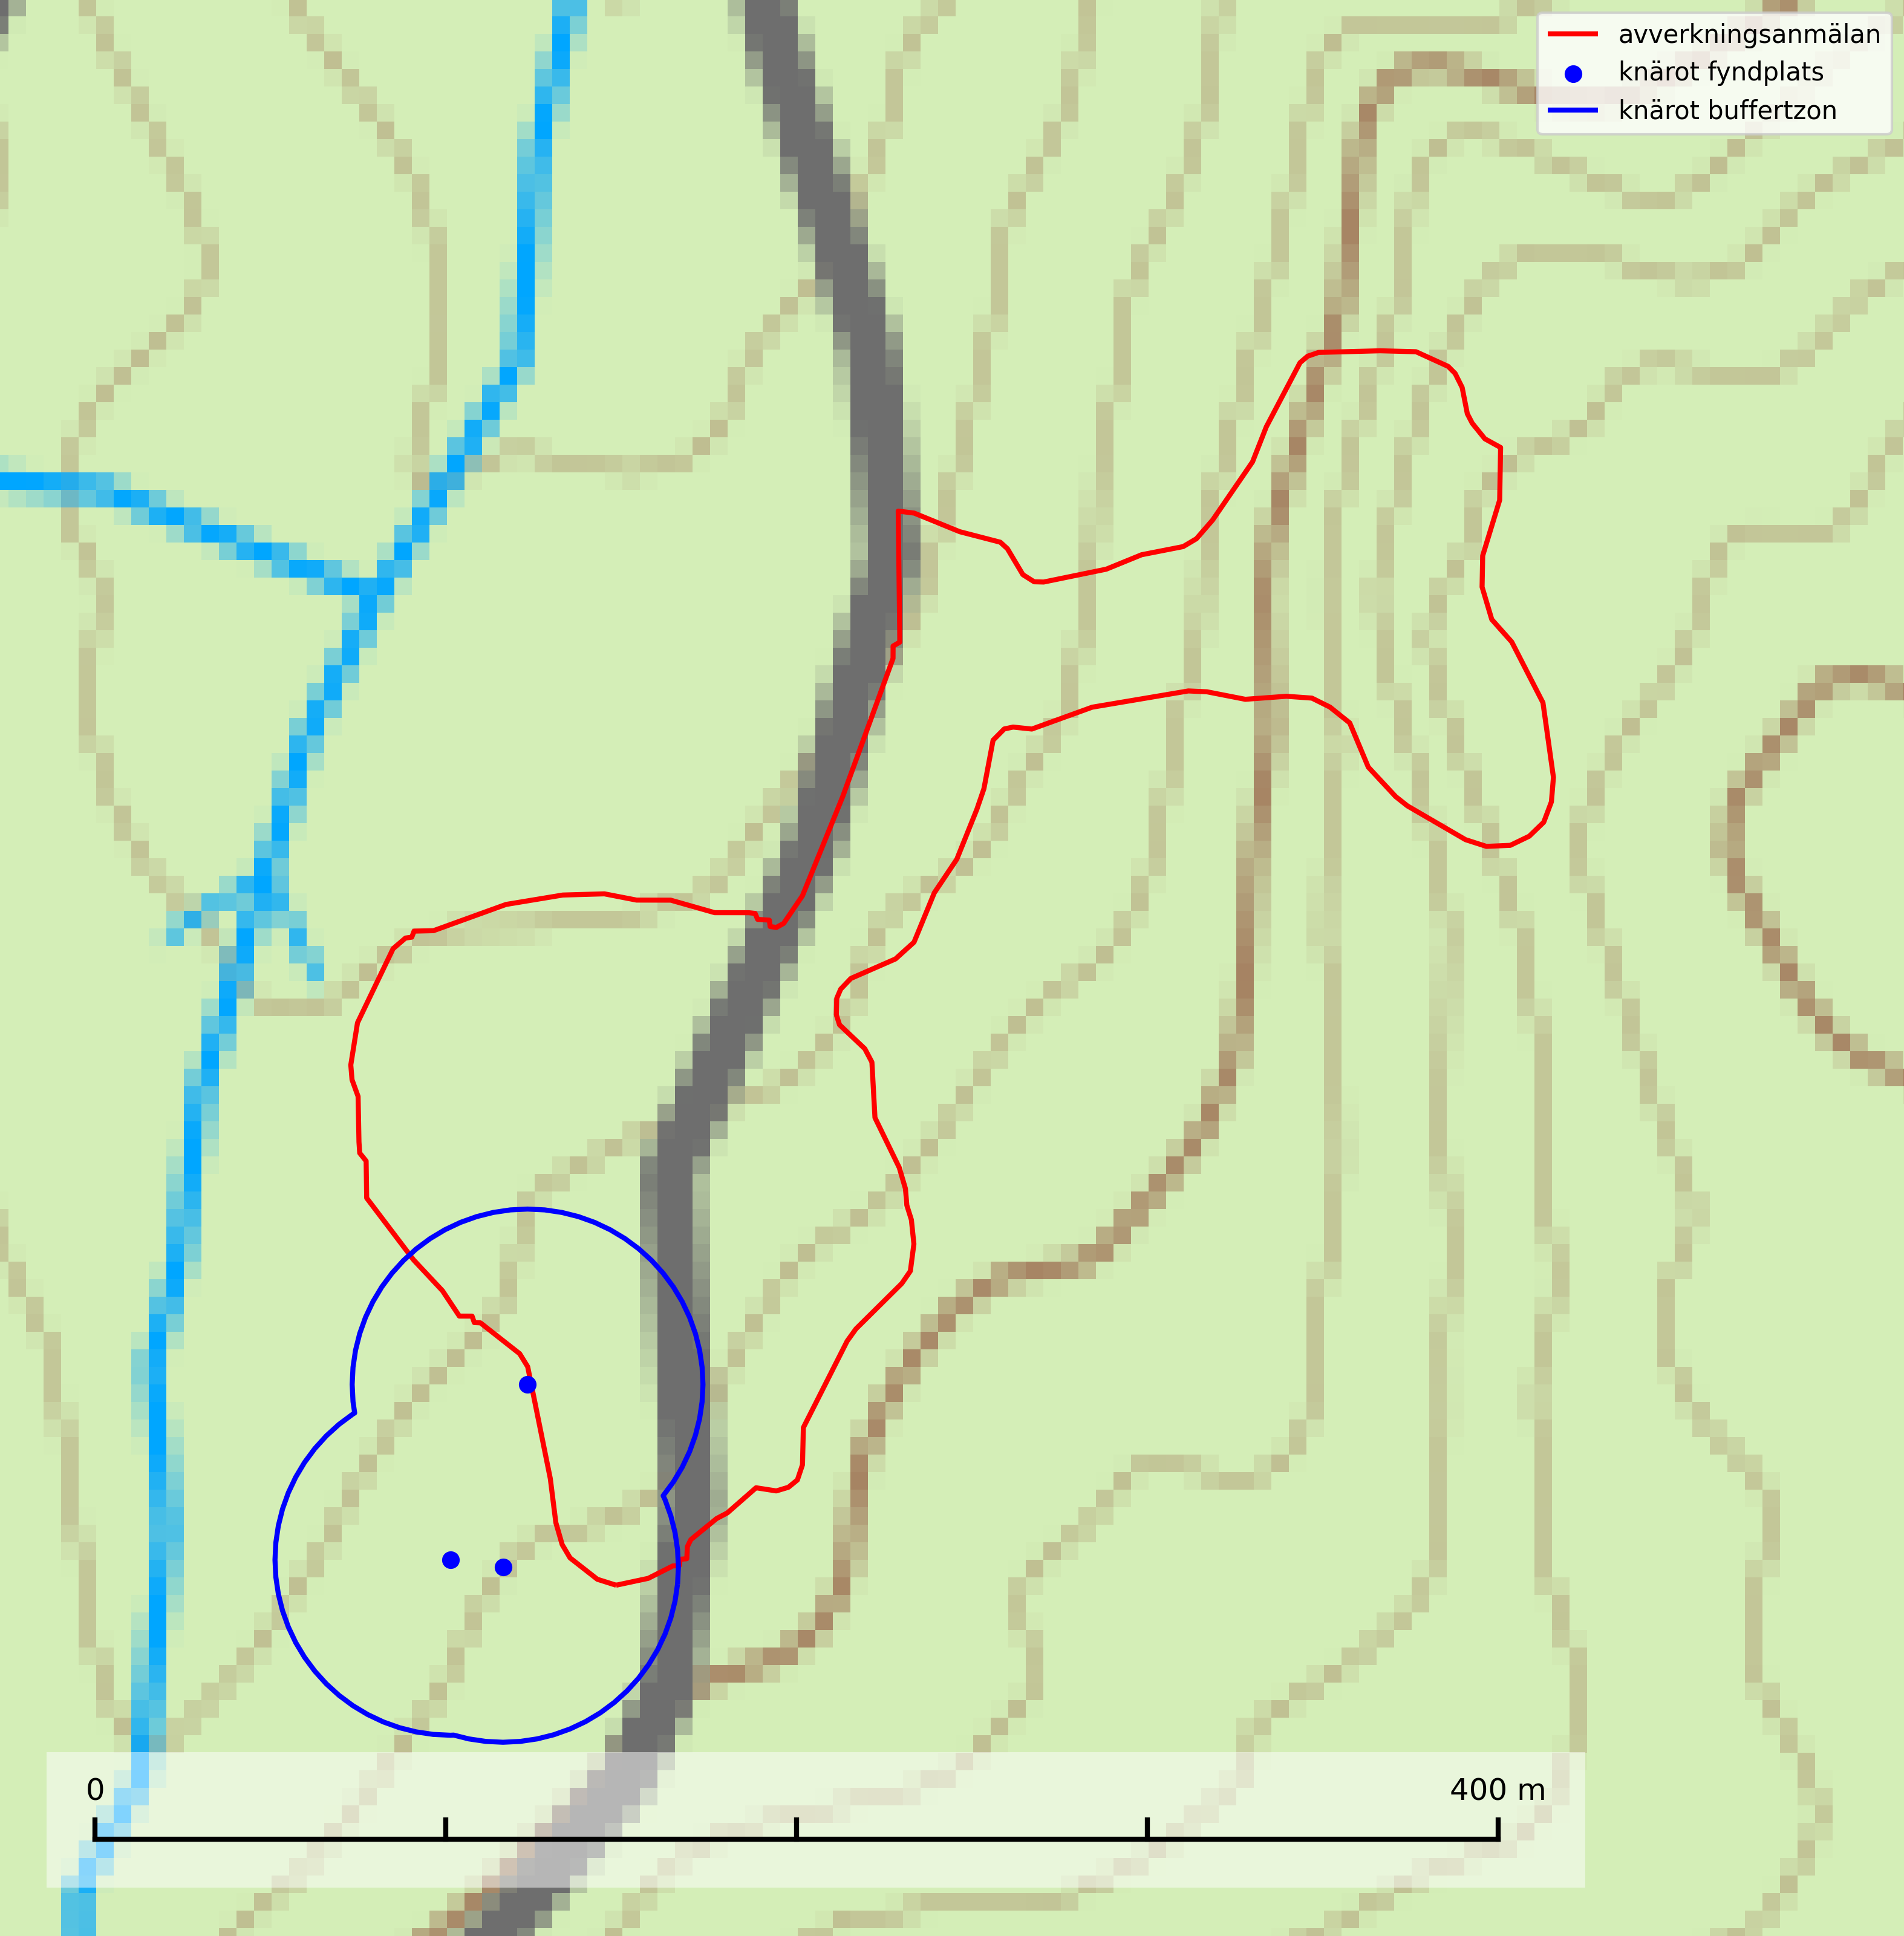 avverkningsanmälan
knärot fyndplats
knärot buffertzon
0
400 m